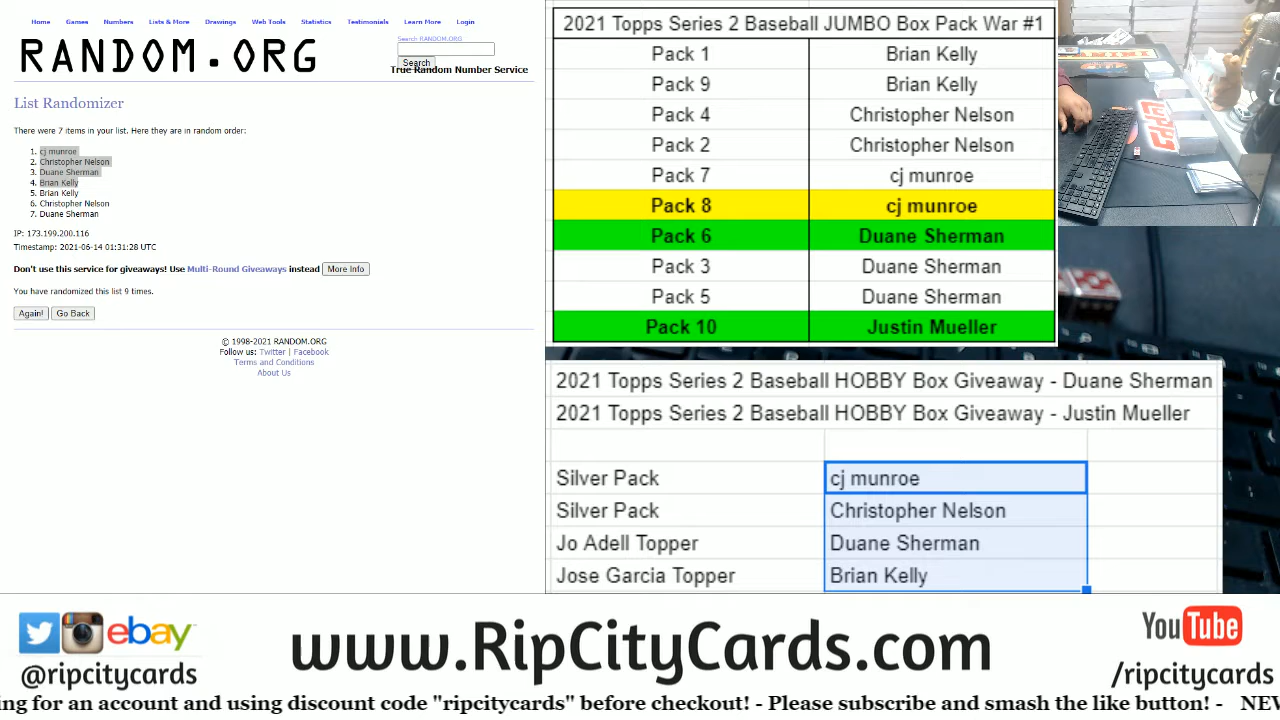 Home Games Numbers Lists & More Drawings Web Tools Statistics Testimonials Learn More Login
RANDOM.ORG
Search RANDOM.ORG
Search
True Random Number Service
List Randomizer
There were 7 items in your list. Here they are in random order:
1. cj munroe
2. Christopher Nelson
3. Duane Sherman
4. Brian Kelly
5. Brian Kelly
6. Christopher Nelson
7. Duane Sherman
IP: 173.199.200.116
Timestamp: 2021-06-14 01:31:28 UTC
Don't use this service for giveaways! Use Multi-Round Giveaways instead More Info
You have randomized this list 9 times.
Again! Go Back
© 1998-2021 RANDOM.ORG
Follow us: Twitter | Facebook
Terms and Conditions
About Us
2021 Topps Series 2 Baseball JUMBO Box Pack War #1
Pack 1 Brian Kelly
Pack 9 Brian Kelly
Pack 4 Christopher Nelson
Pack 2 Christopher Nelson
Pack 7 cj munroe
Pack 8 cj munroe
Pack 6 Duane Sherman
Pack 3 Duane Sherman
Pack 5 Duane Sherman
Pack 10 Justin Mueller
2021 Topps Series 2 Baseball HOBBY Box Giveaway - Duane Sherman
2021 Topps Series 2 Baseball HOBBY Box Giveaway - Justin Mueller
Silver Pack cj munroe
Silver Pack Christopher Nelson
Jo Adell Topper Duane Sherman
Jose Garcia Topper Brian Kelly
ebay
@ripcitycards
www.RipCityCards.com
YouTube
/ripcitycards
ing for an account and using discount code "ripcitycards" before checkout! - Please subscribe and smash the like button! - NEW